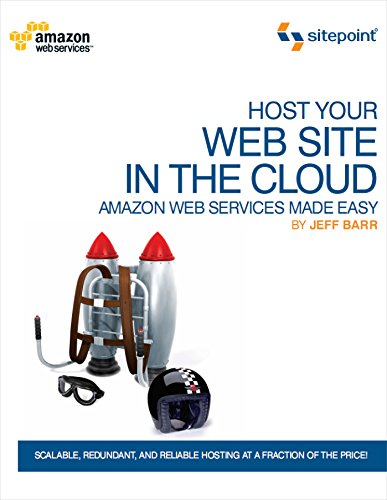 amazon
webservices™
sitepoint®
HOST YOUR
WEB SITE
IN THE CLOUD
AMAZON WEB SERVICES MADE EASY
BY JEFF BARR
SCALABLE, REDUNDANT, AND RELIABLE HOSTING AT A FRACTION OF THE PRICE!